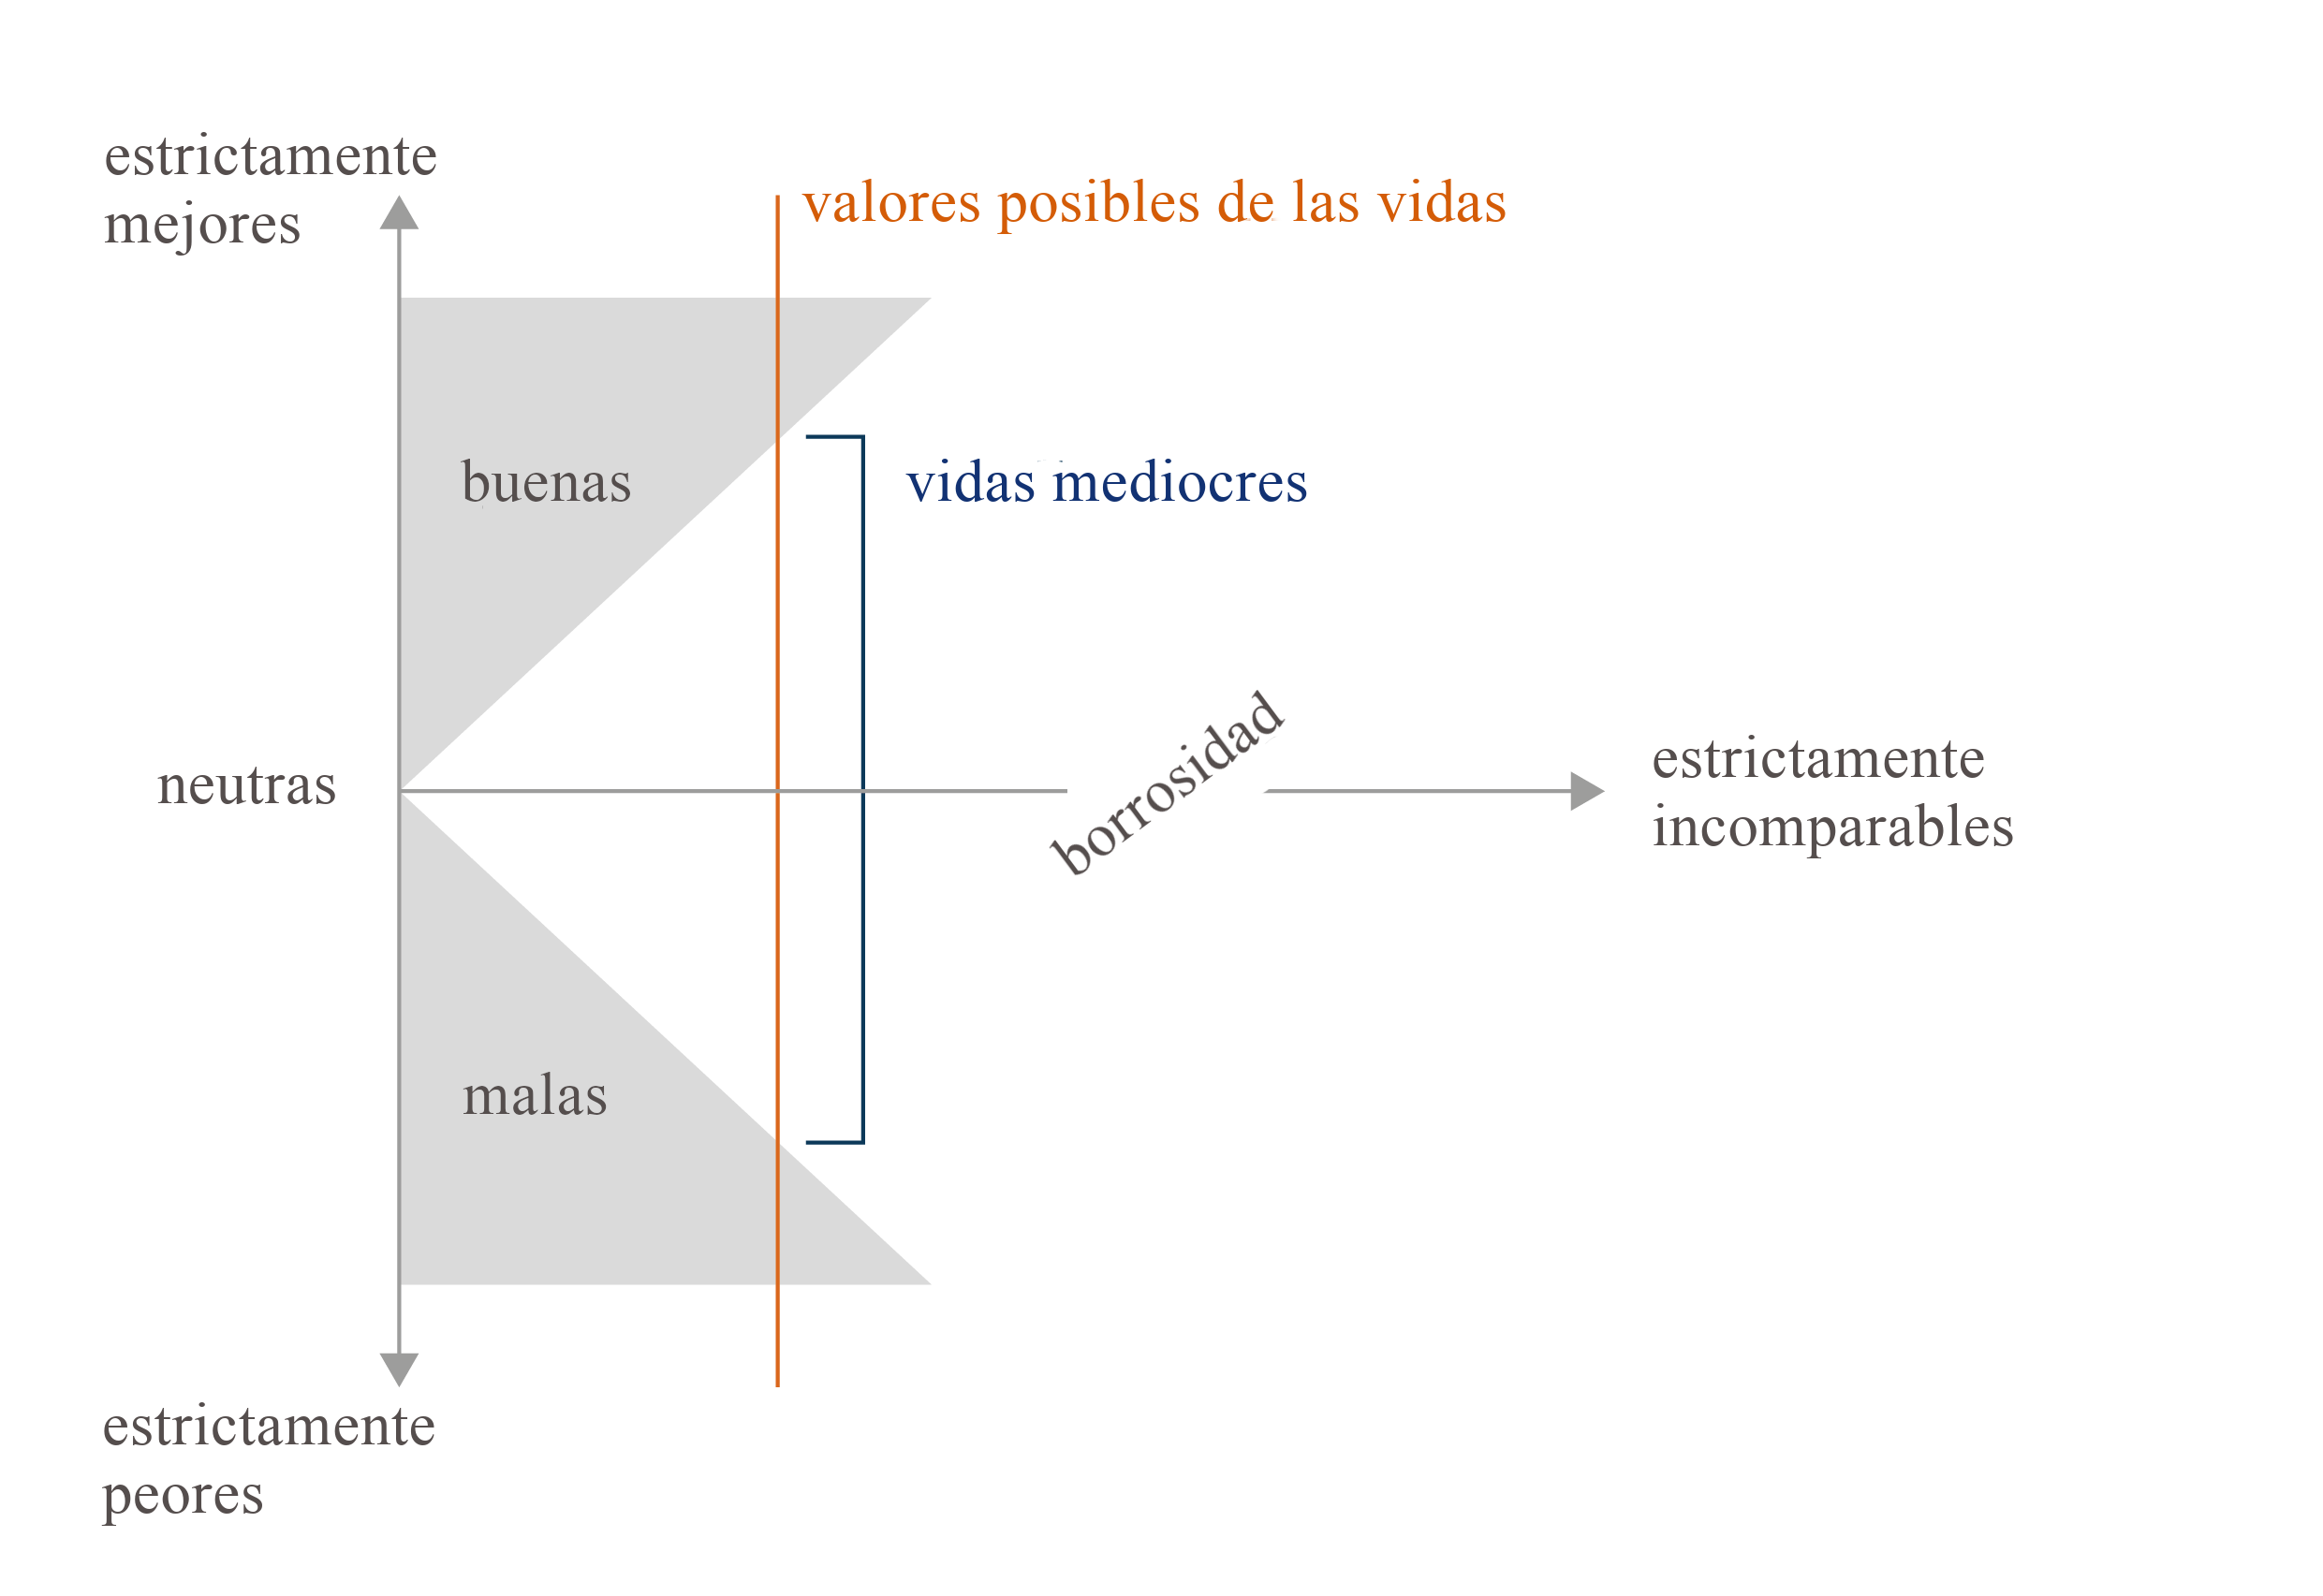 estrictamente
mejores
valores posibles de las vidas
buenas
vidas mediocres
borrosidad
neutras
estrictamente
incomparables
malas
estrictamente
peores